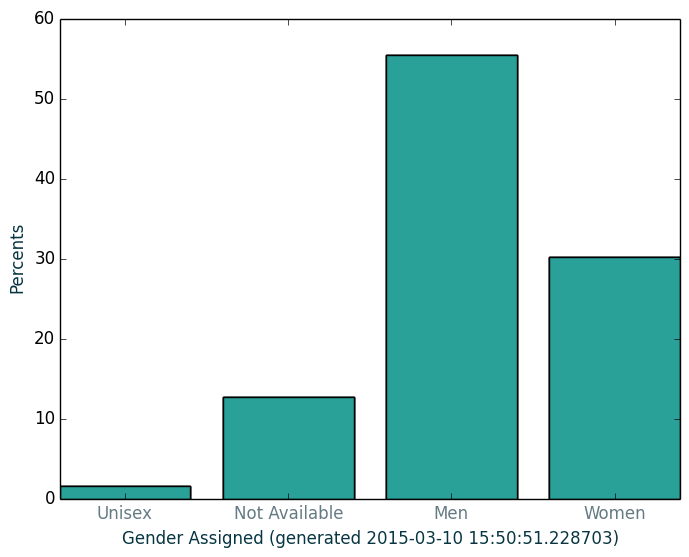 60
50
40
30
20
10
0
Percents
Unisex Not Available Men Women
Gender Assigned (generated 2015-03-10 15:50:51.228703)